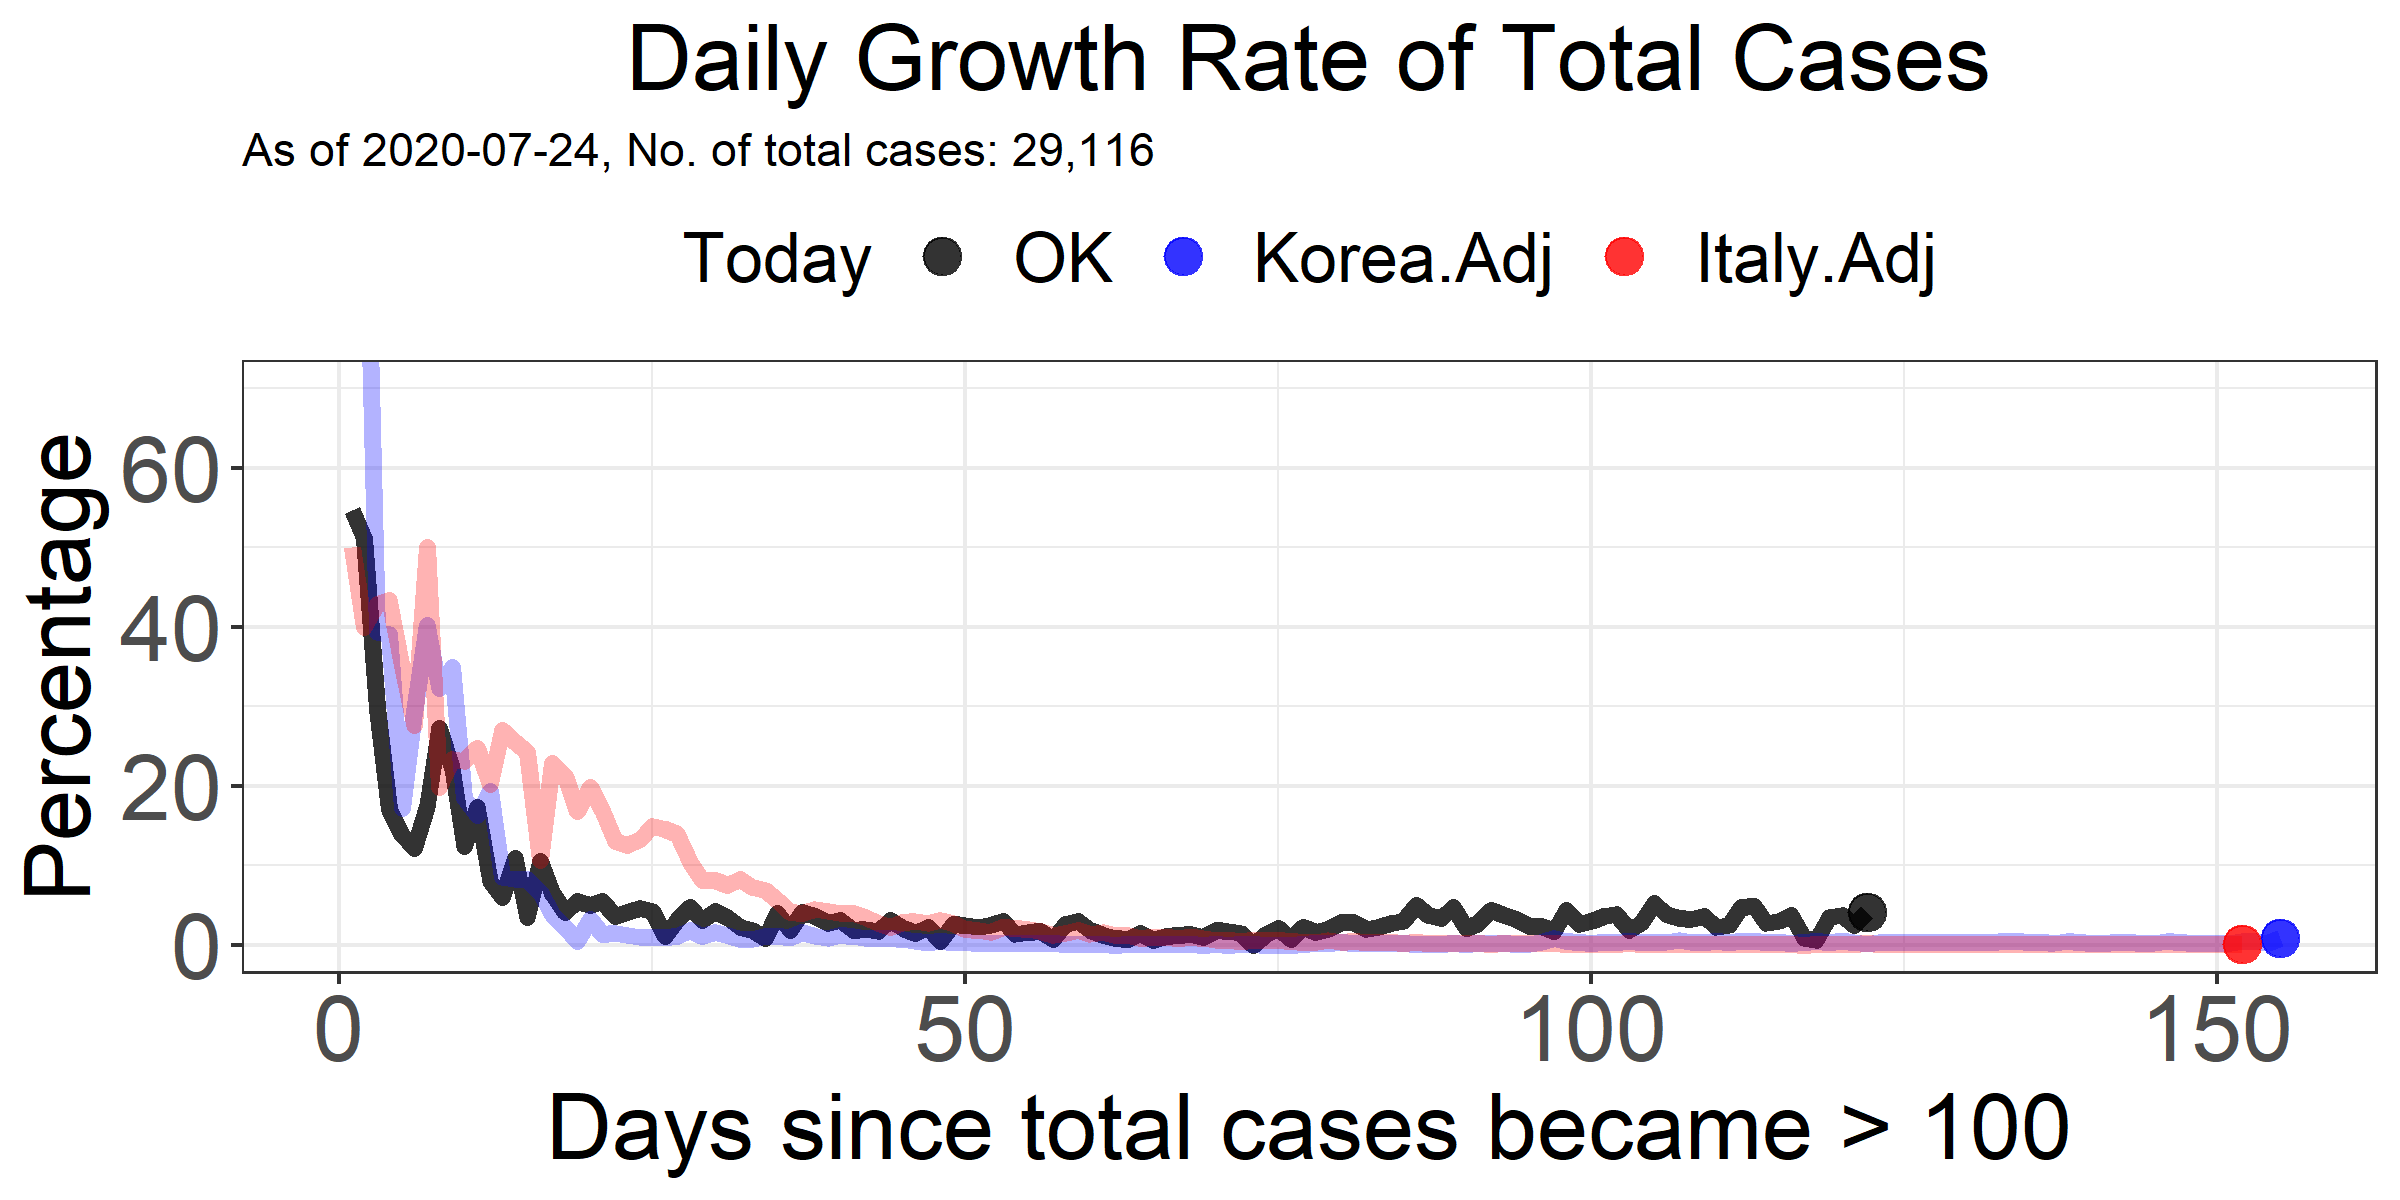 Daily Growth Rate of Total Cases
As of 2020-07-24, No. of total cases: 29,116
Today OK Korea.Adj Italy.Adj
Percentage
60
40
20
0
0 50 100 150
Days since total cases became > 100